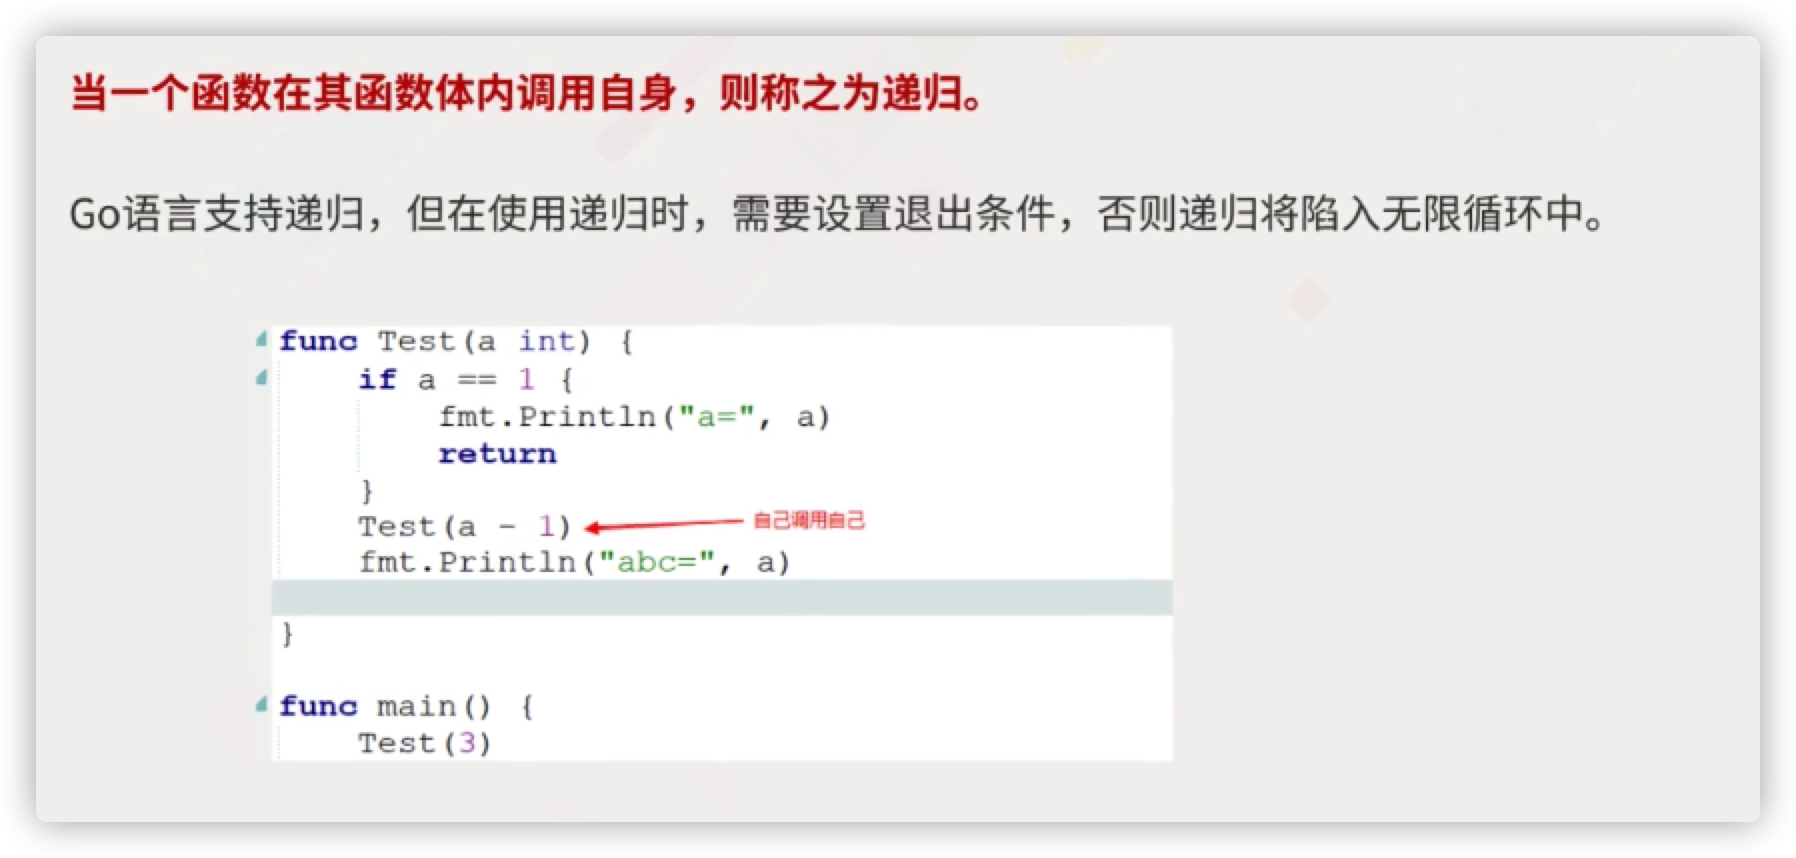 当一个函数在其函数体内调用自身，则称之为递归。
Go语言支持递归，但在使用递归时，需要设置退出条件，否则递归将陷入无限循环中。
func Test(a int) {
    if a == 1 {
        fmt.Println("a=", a)
        return
    }
    Test(a - 1) 自己调用自己
    fmt.Println("abc=", a)
}
func main() {
    Test(3)